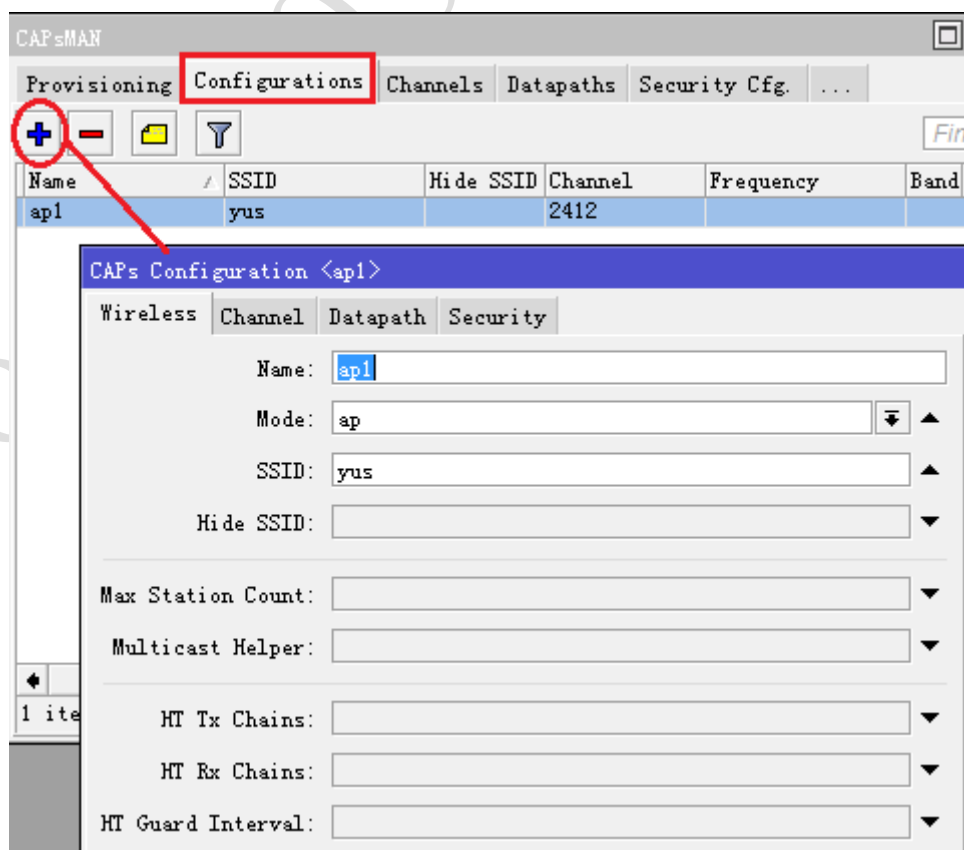 CAPsMAN
Provisioning Configurations Channels Datapaths Security Cfg. ...
Fin
Name SSID Hide SSID Channel Frequency Band
ap1 yus 2412
CAPs Configuration <ap1>
Wireless Channel Datapath Security
Name: ap1
Mode: ap
SSID: yus
Hide SSID:
Max Station Count:
Multicast Helper:
1 ite
HT Tx Chains:
HT Rx Chains:
HT Guard Interval: